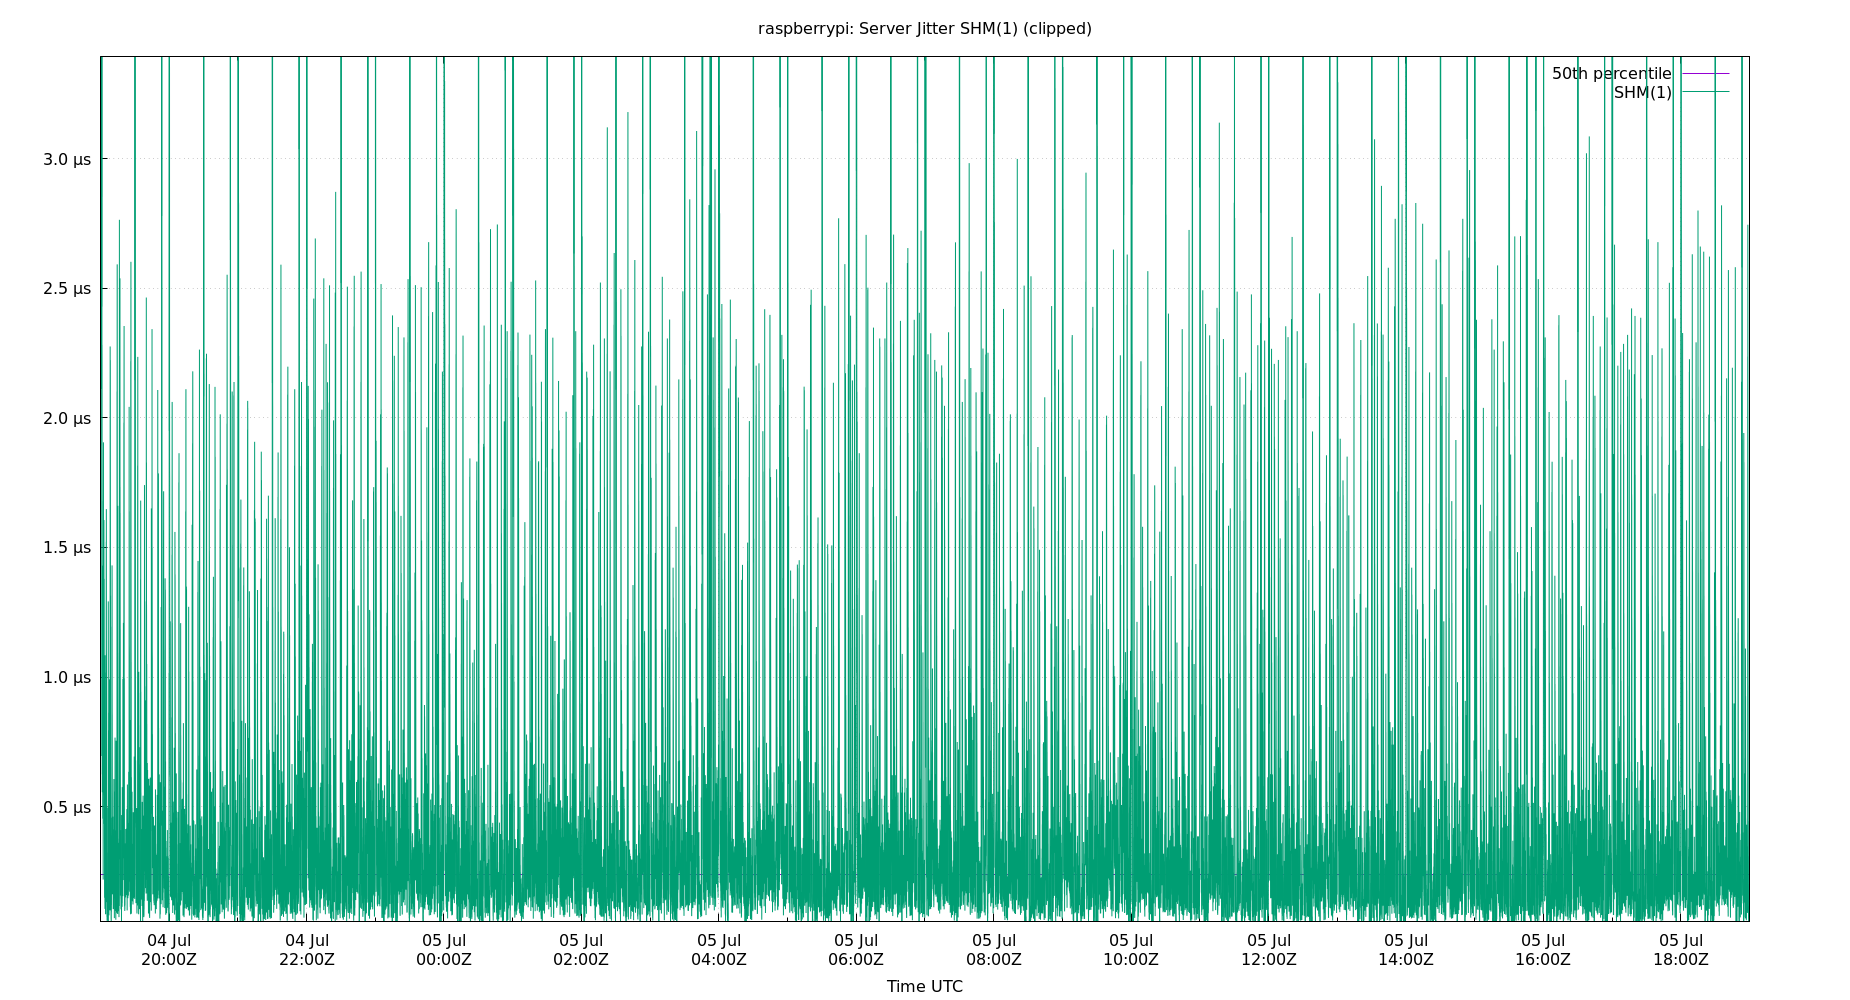 raspberrypi: Server Jitter SHM(1) (clipped)
50th percentile
SHM(1)
3.0 µs
2.5 µs
2.0 µs
1.5 µs
1.0 µs
0.5 µs
04 Jul 04 Jul 05 Jul 05 Jul 05 Jul 05 Jul 05 Jul 05 Jul 05 Jul 05 Jul 05 Jul 05 Jul
20:00Z 22:00Z 00:00Z 02:00Z 04:00Z 06:00Z 08:00Z 10:00Z 12:00Z 14:00Z 16:00Z 18:00Z
Time UTC